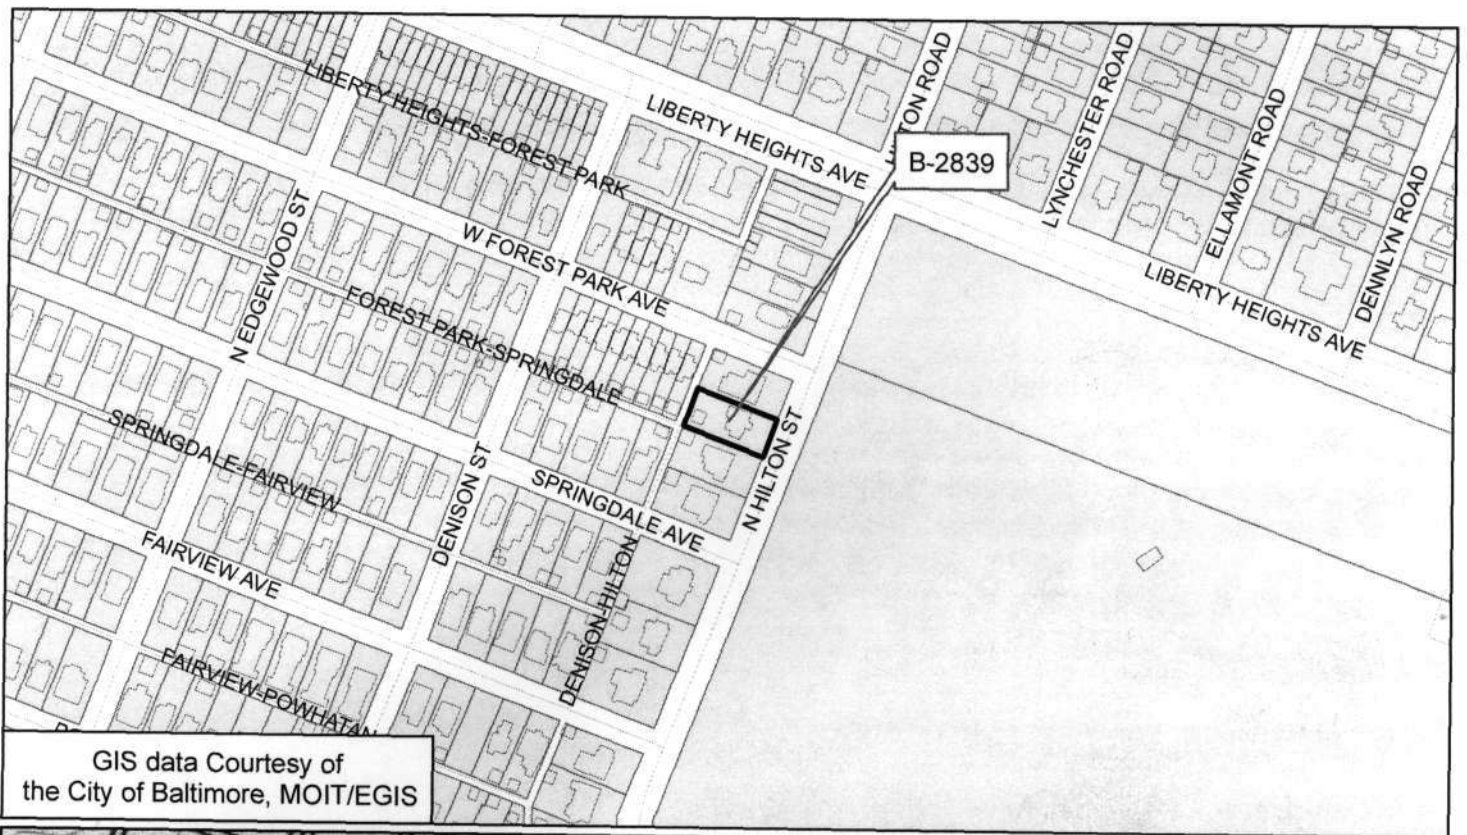 LIBERTY HEIGHTS-FOREST PARK
LIBERTY HEIGHTS AVE
HILTON ROAD
B-2839
LYNCHESTER ROAD
ELLAMONT ROAD
DENNLYN ROAD
LIBERTY HEIGHTS AVE
N EDGEWOOD ST
W FOREST PARK AVE
FOREST PARK-SPRINGDALE
SPRINGDALE-FAIRVIEW
DENISON ST
SPRINGDALE AVE
N HILTON ST
FAIRVIEW AVE
DENISON-HILTON
FAIRVIEW-POWHATAN
GIS data Courtesy of
the City of Baltimore, MOIT/EGIS